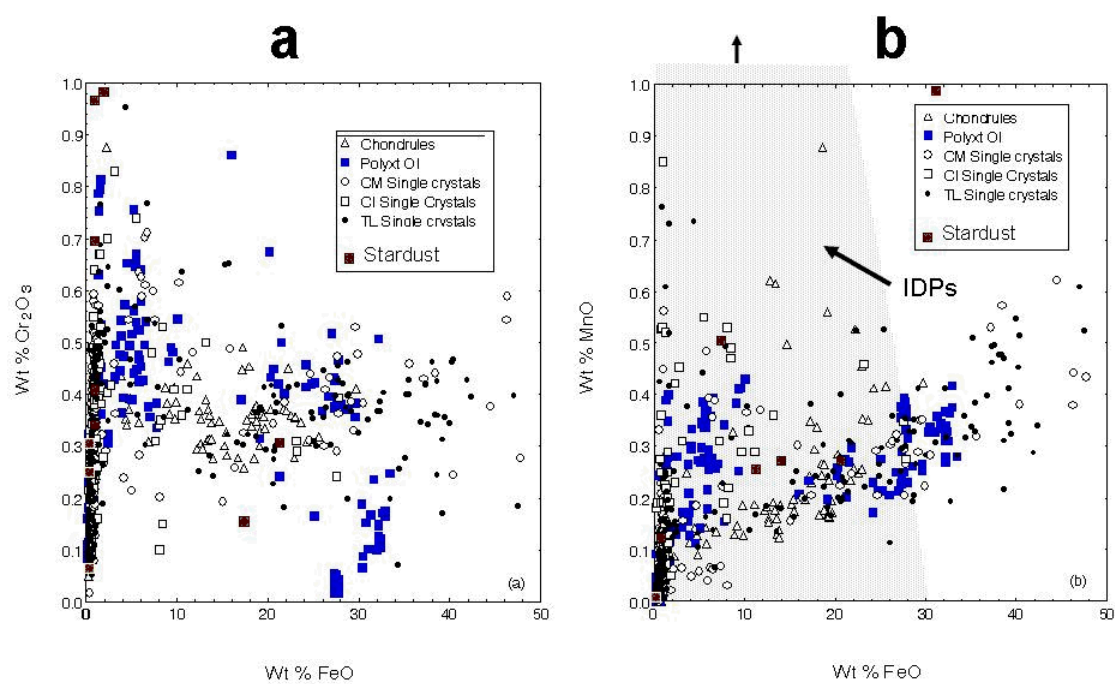 a
b
1.0
0.9
0.8
0.7
0.6
0.5
0.4
0.3
0.2
0.1
0.0
0
10
20
30
40
50
Wt % Cr₂O₃
Wt % FeO
Chondrules
Polyxt Ol
CM Single crystals
CI Single Crystals
TL Single crystals
Stardust
(a)
1.0
0.9
0.8
0.7
0.6
0.5
0.4
0.3
0.2
0.1
0.0
0
10
20
30
40
50
Wt % MnO
Wt % FeO
Chondrules
Polyxt Ol
CM Single crystals
CI Single Crystals
TL Single crystals
Stardust
IDPs
(b)